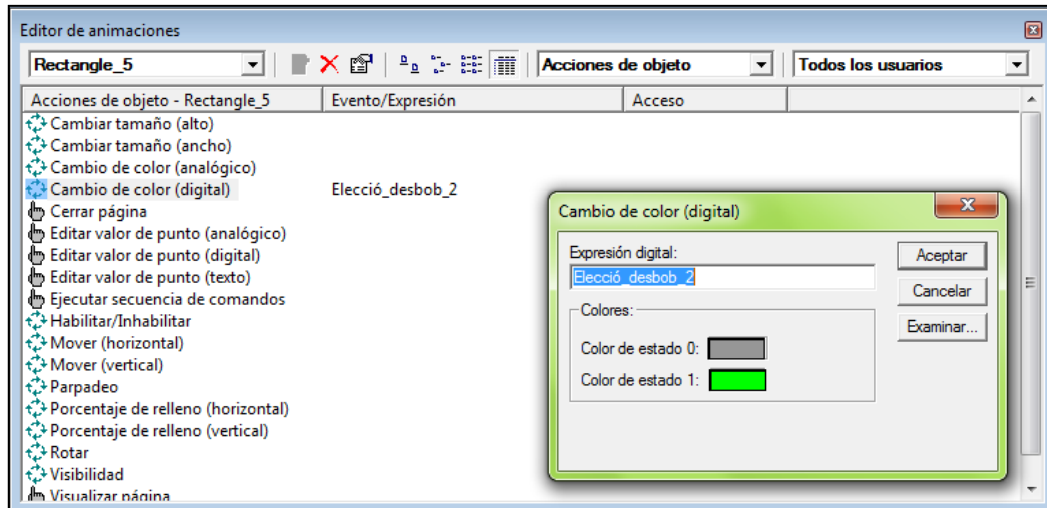 Editor de animaciones
Rectangle_5 Acciones de objeto Todos los usuarios
Acciones de objeto - Rectangle_5 Evento/Expresión Acceso
Cambiar tamaño (alto)
Cambiar tamaño (ancho)
Cambio de color (analógico)
Cambio de color (digital) Elecció_desbob_2
Cerrar página
Editar valor de punto (analógico)
Editar valor de punto (digital)
Editar valor de punto (texto)
Ejecutar secuencia de comandos
Habilitar/Inhabilitar
Mover (horizontal)
Mover (vertical)
Parpadeo
Porcentaje de relleno (horizontal)
Porcentaje de relleno (vertical)
Rotar
Visibilidad
Visualizar página
Cambio de color (digital)
Expresión digital:
Elecció_desbob_2
Colores:
Color de estado 0:
Color de estado 1:
Aceptar
Cancelar
Examinar...